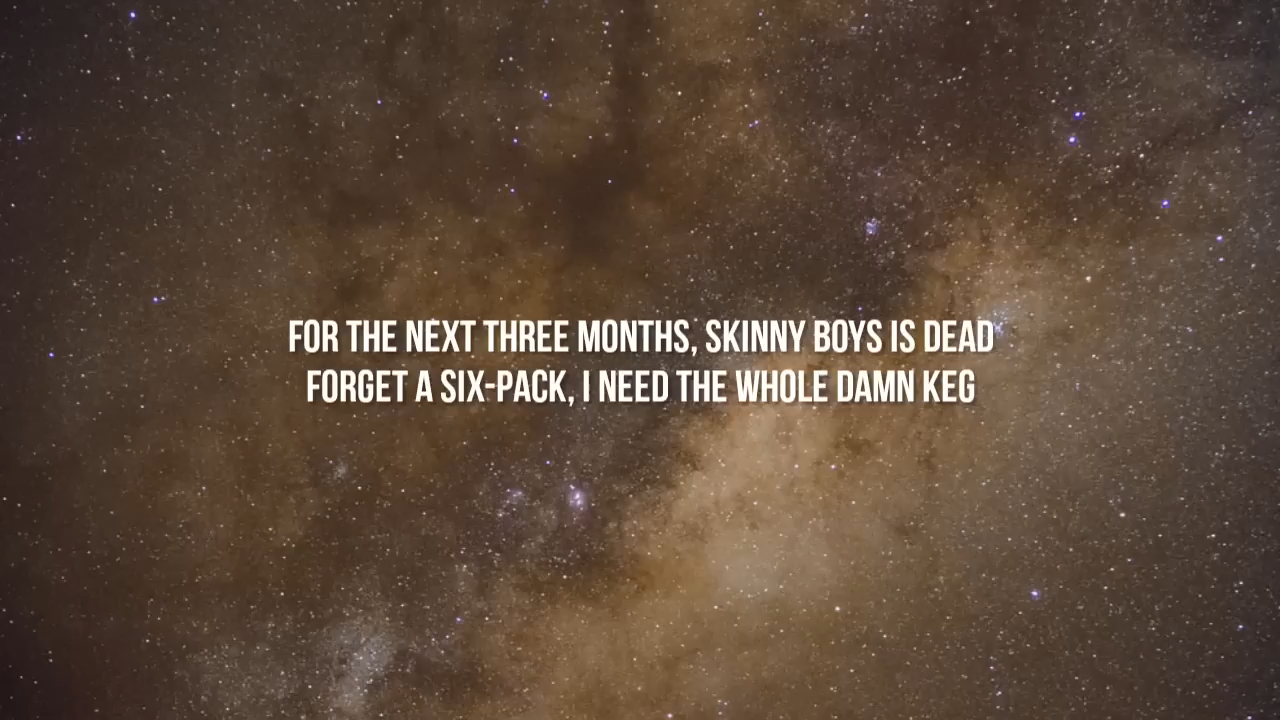 FOR THE NEXT THREE MONTHS, SKINNY BOYS IS DEAD
FORGET A SIX-PACK, I NEED THE WHOLE DAMN KEG